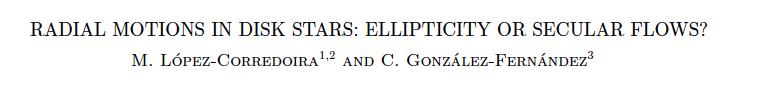 RADIAL MOTIONS IN DISK STARS: ELLIPTICITY OR SECULAR FLOWS?
M. López-Corredoira1,2 and C. González-Fernández3